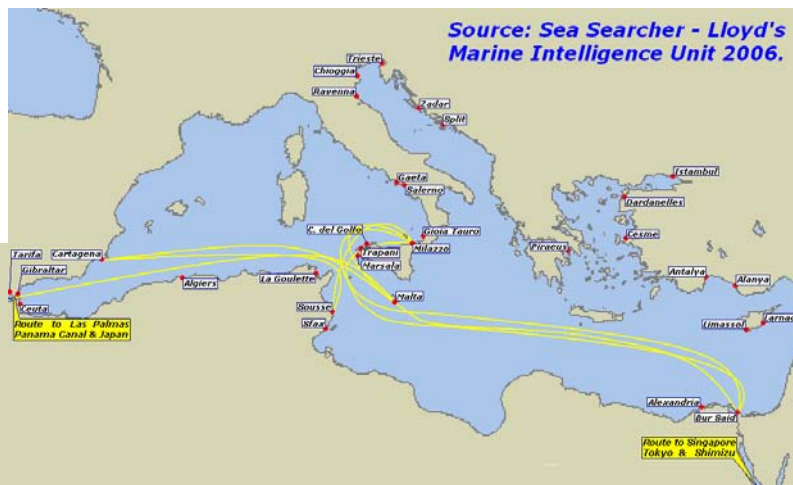 Source: Sea Searcher - Lloyd's
Marine Intelligence Unit 2006.
Trieste
Chioggia
Ravenna
Zadar
Split
Gaeta
Salerno
Istambul
Dardanelles
C. del Golfo
Gioia Tauro
Cesme
Tarifa
Cartagena
Milazzo
Piraeus
Trapani
Gibraltar
Marsala
Algiers
La Goulette
Antalya
Alanya
Malta
Ceuta
Sousse
Larnac
Sfax
Limassol
Route to Las Palmas
Panama Canal & Japan
Alexandria
Bur Said
Route to Singapore
Tokyo & Shimizu